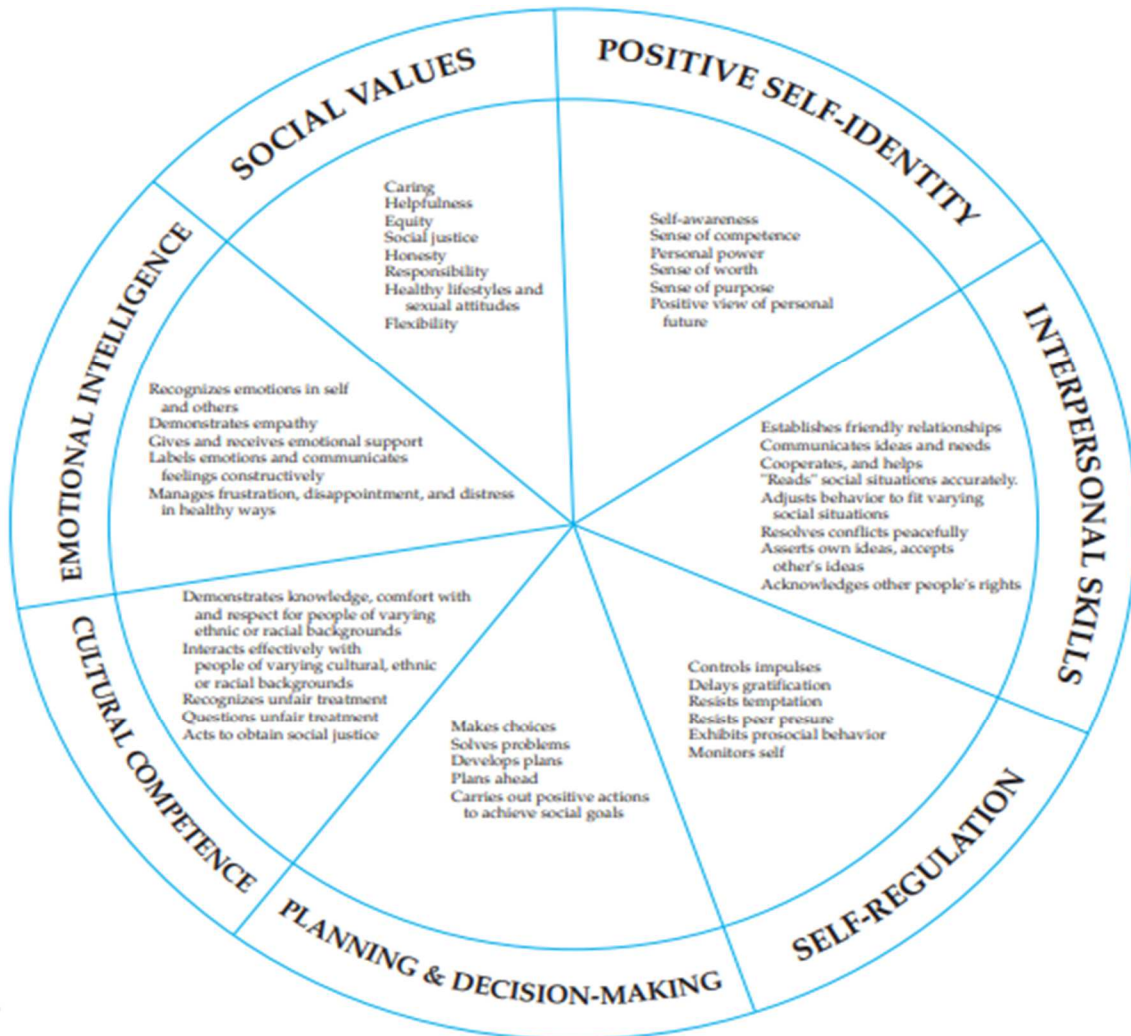 SOCIAL VALUES
Caring
Helpfulness
Equity
Social justice
Honesty
Responsibility
Healthy lifestyles and
sexual attitudes
Flexibility
POSITIVE SELF-IDENTITY
Self-awareness
Sense of competence
Personal power
Sense of worth
Sense of purpose
Positive view of personal
future
INTERPERSONAL SKILLS
Establishes friendly relationships
Communicates ideas and needs
Cooperates, and helps
"Reads" social situations accurately.
Adjusts behavior to fit varying
social situations
Resolves conflicts peacefully
Asserts own ideas, accepts
other's ideas
Acknowledges other people's rights
SELF-REGULATION
Controls impulses
Delays gratification
Resists temptation
Resists peer presure
Exhibits prosocial behavior
Monitors self
PLANNING & DECISION-MAKING
Makes choices
Solves problems
Develops plans
Plans ahead
Carries out positive actions
to achieve social goals
CULTURAL COMPETENCE
Demonstrates knowledge, comfort with
and respect for people of varying
ethnic or racial backgrounds
Interacts effectively with
people of varying cultural, ethnic
or racial backgrounds
Recognizes unfair treatment
Questions unfair treatment
Acts to obtain social justice
EMOTIONAL INTELLIGENCE
Recognizes emotions in self
and others
Demonstrates empathy
Gives and receives emotional support
Labels emotions and communicates
feelings constructively
Manages frustration, disappointment, and distress
in healthy ways